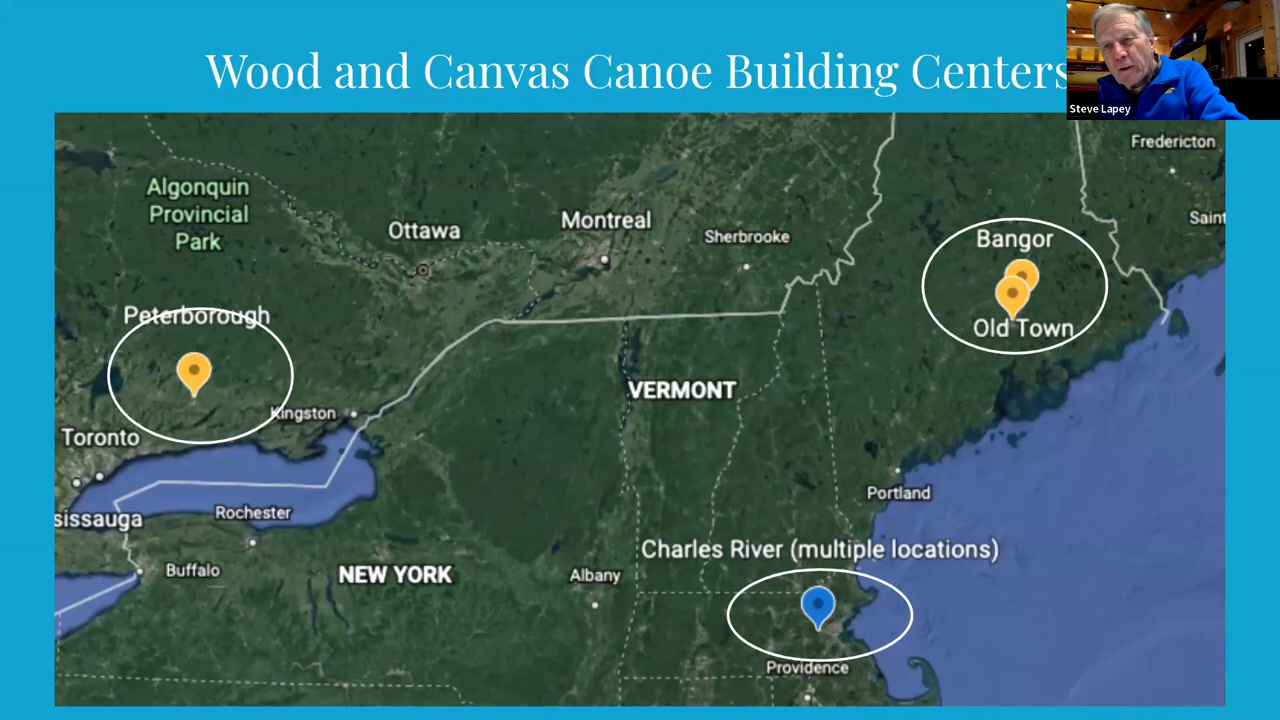 Wood and Canvas Canoe Building Centers
Steve Lapey
Fredericton
Algonquin
Provincial
Park
Ottawa
Montreal
Sherbrooke
Saint
Bangor
Peterborough
Old Town
VERMONT
Kingston
Toronto
Portland
sissauga
Rochester
Charles River (multiple locations)
Buffalo
NEW YORK
Albany
Providence